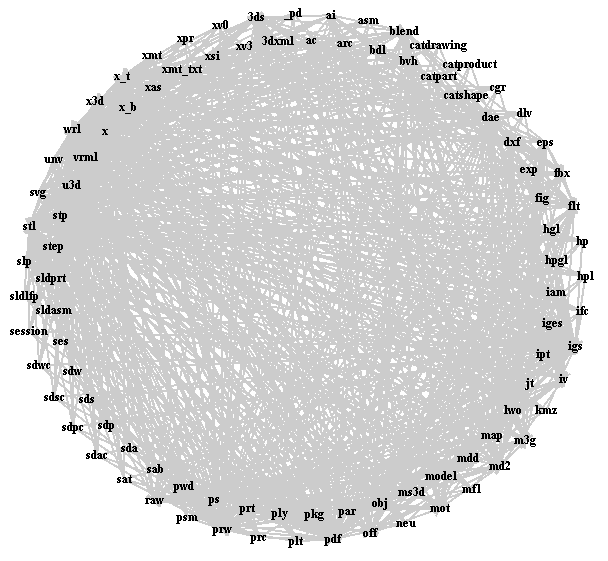 _pd
ai
asm
blend
catdrawing
catproduct
cgr
dlv
eps
fbx
flt
hp
hpl
ifc
igs
iv
kmz
m3g
md2
mf1
mot
neu
off
pdf
plt
prc
prw
psm
raw
sat
sdac
sdpc
sdsc
sdwc
session
sldlfp
slp
stl
svg
unv
wrl
x3d
x_t
xmt
xpr
xv0
3ds
3dxml
ac
arc
bdl
bvh
catpart
catshape
dae
dxf
exp
fig
hgl
hpgl
iam
iges
ipt
jt
lwo
map
mdd
model
ms3d
obj
par
pkg
ply
prt
ps
pwd
sab
sda
sdp
sds
sdw
ses
sldasm
sldprt
step
stp
u3d
vrml
x
x_b
xas
xmt_txt
xsi
xv3